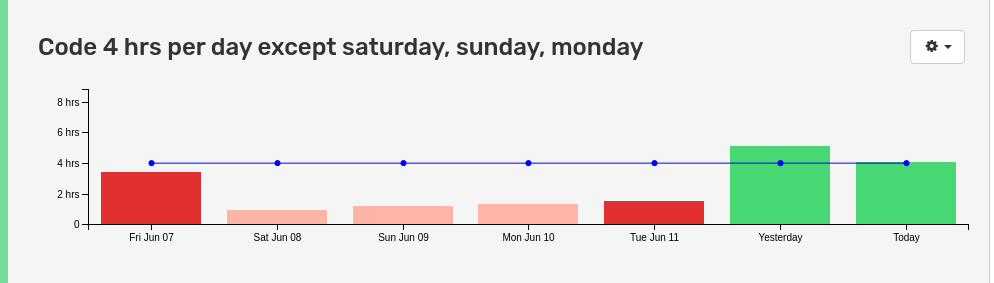 Code 4 hrs per day except saturday, sunday, monday
8 hrs
6 hrs
4 hrs
2 hrs
0
Fri Jun 07 Sat Jun 08 Sun Jun 09 Mon Jun 10 Tue Jun 11 Yesterday Today